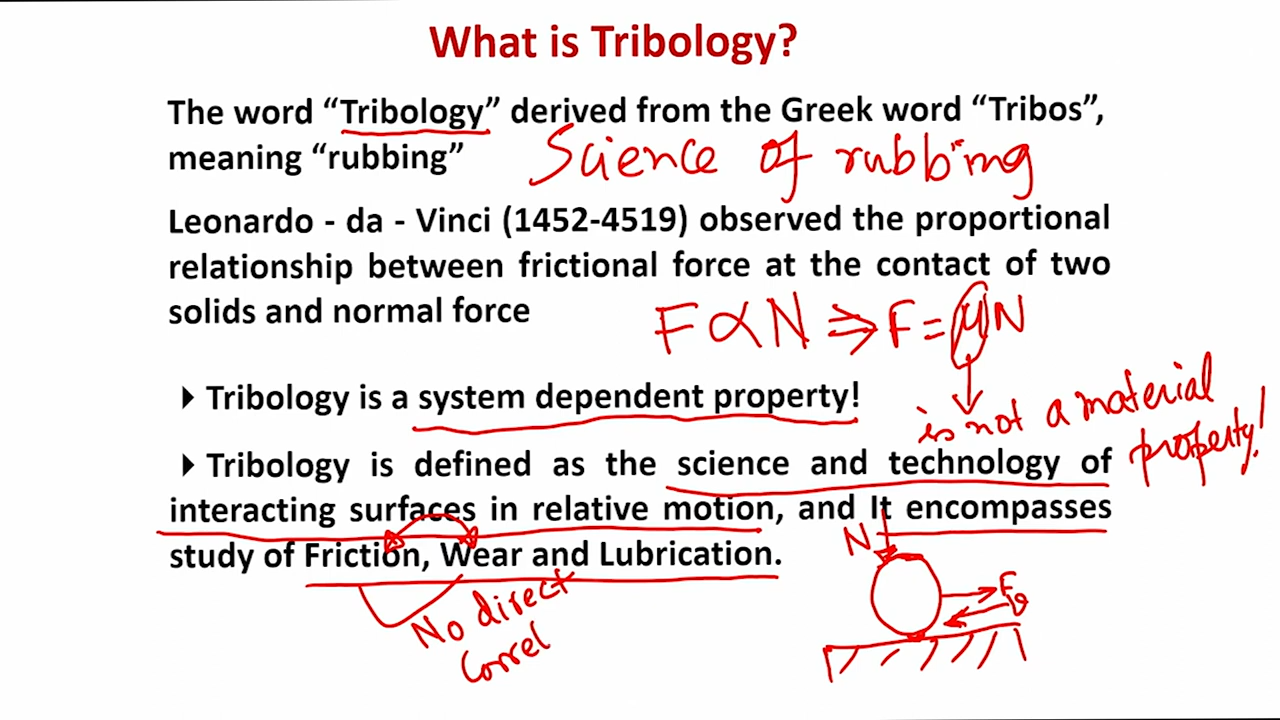 What is Tribology?
The word “Tribology” derived from the Greek word “Tribos”,
meaning “rubbing” Science of rubbing
Leonardo - da - Vinci (1452-4519) observed the proportional
relationship between frictional force at the contact of two
solids and normal force
F ∝ N ⇒ F = μN
‣ Tribology is a system dependent property!
is not a material
property!
‣ Tribology is defined as the science and technology of
interacting surfaces in relative motion, and It encompasses
study of Friction, Wear and Lubrication.
No direct
Correl
N
F